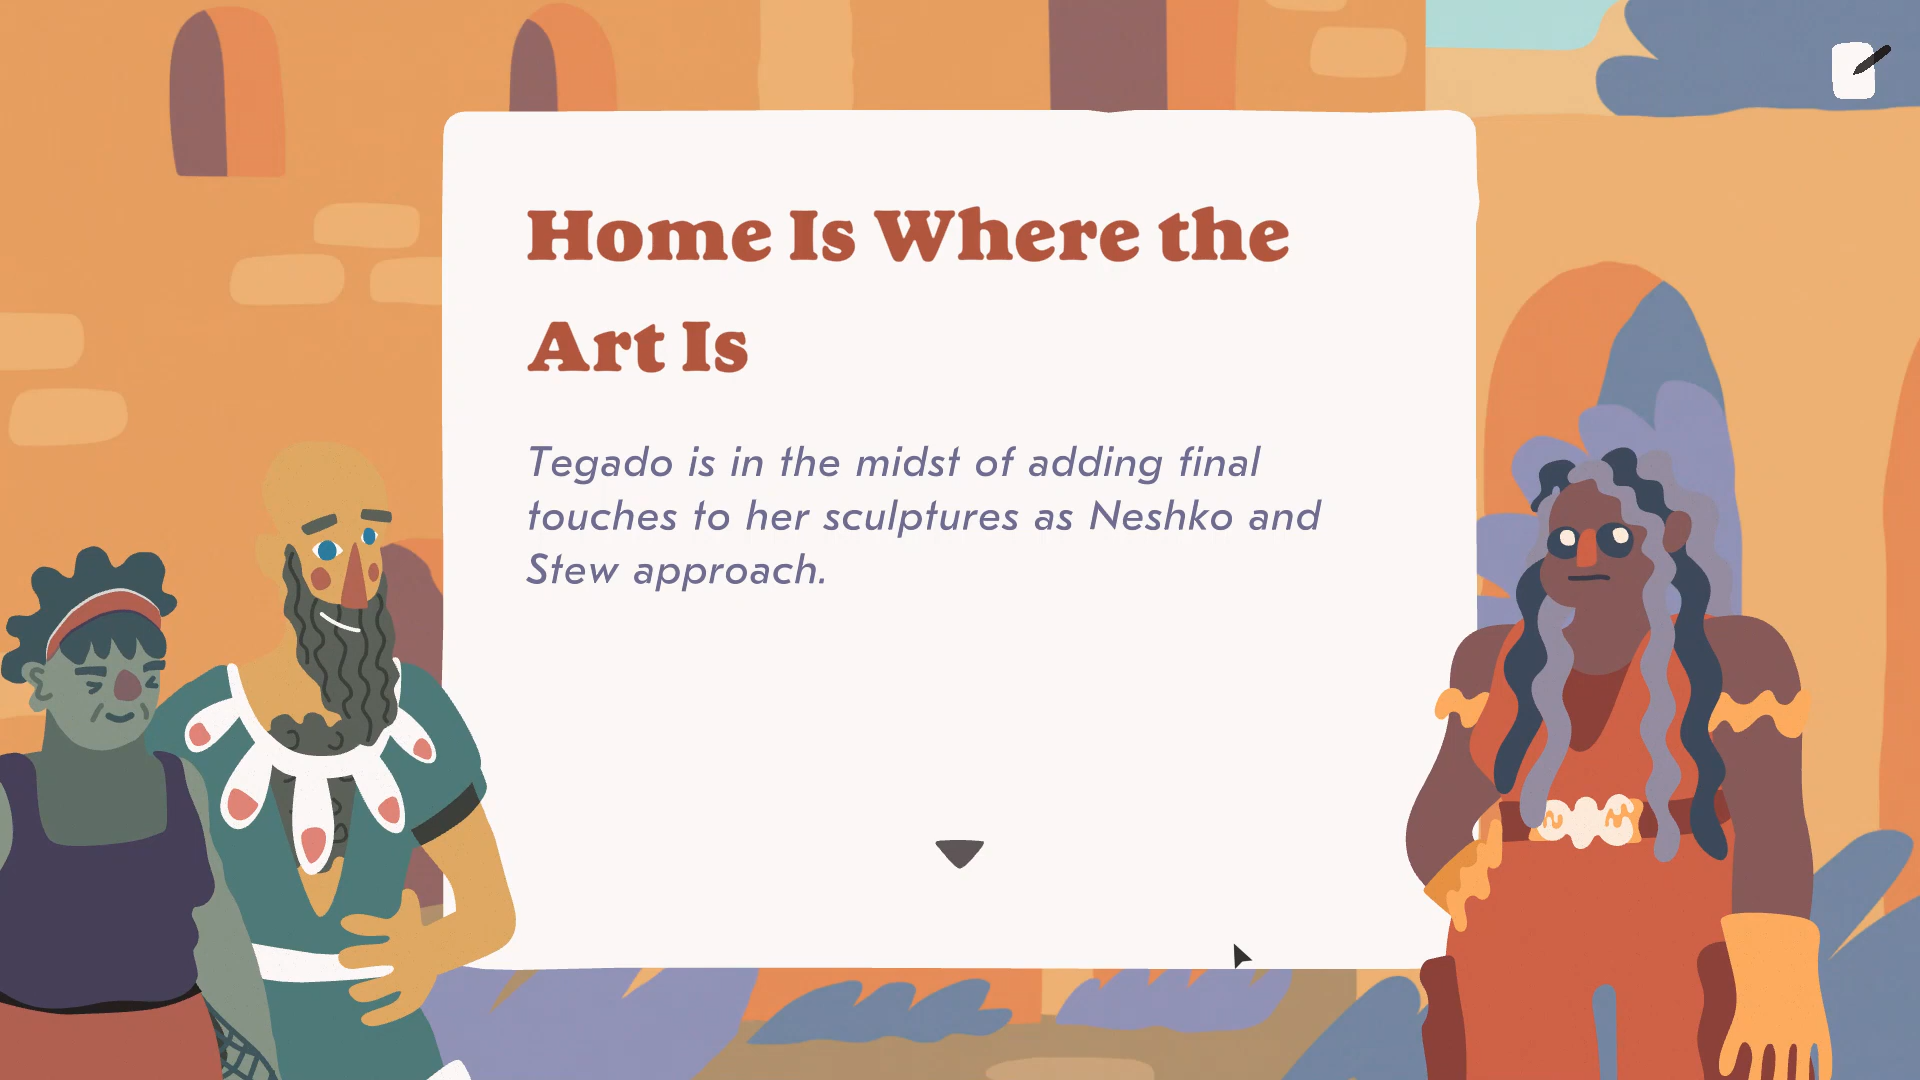 Home Is Where the
Art Is
Tegado is in the midst of adding final
touches to her sculptures as Neshko and
Stew approach.